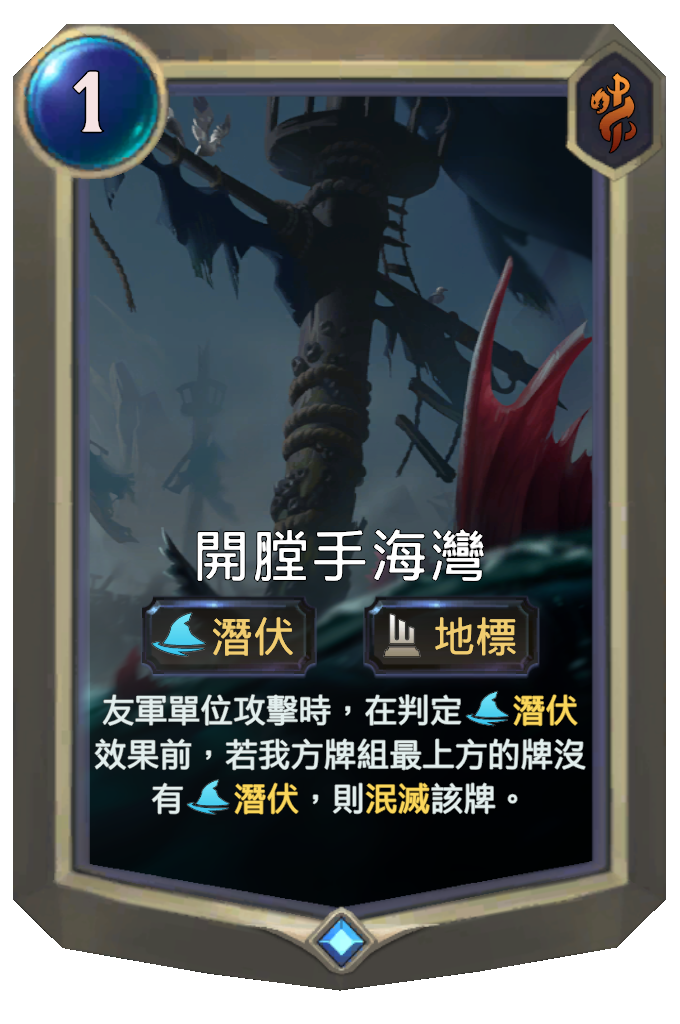 1
開膛手海灣
潛伏
地標
友軍單位攻擊時，在判定潛伏
效果前，若我方牌組最上方的牌沒
有潛伏，則泯滅該牌。